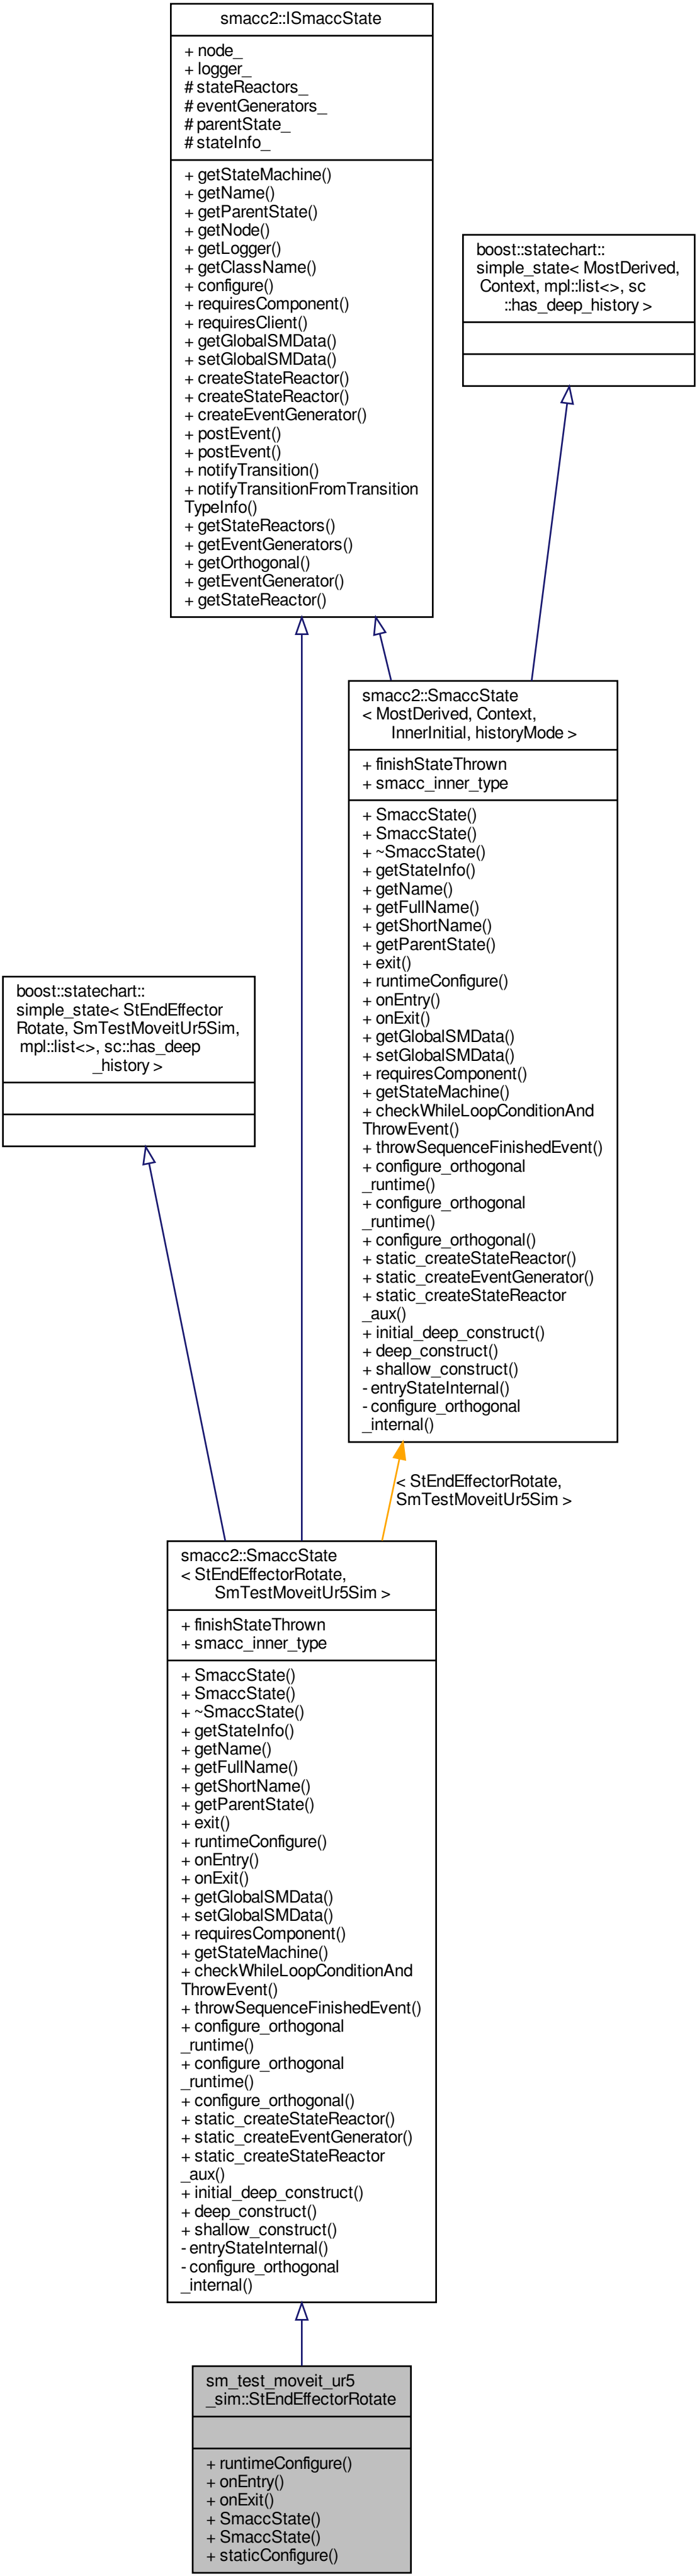 smacc2::ISmaccState
+ node_
+ logger_
# stateReactors_
# eventGenerators_
# parentState_
# stateInfo_
+ getStateMachine()
+ getName()
+ getParentState()
+ getNode()
+ getLogger()
+ getClassName()
+ configure()
+ requiresComponent()
+ requiresClient()
+ getGlobalSMData()
+ setGlobalSMData()
+ createStateReactor()
+ createStateReactor()
+ createEventGenerator()
+ postEvent()
+ postEvent()
+ notifyTransition()
+ notifyTransitionFromTransition
TypeInfo()
+ getStateReactors()
+ getEventGenerators()
+ getOrthogonal()
+ getEventGenerator()
+ getStateReactor()
boost::statechart::
simple_state< MostDerived,
Context, mpl::list<>, sc
::has_deep_history >
smacc2::SmaccState
< MostDerived, Context,
InnerInitial, historyMode >
+ finishStateThrown
+ smacc_inner_type
+ SmaccState()
+ SmaccState()
+ ~SmaccState()
+ getStateInfo()
+ getName()
+ getFullName()
+ getShortName()
+ getParentState()
+ exit()
+ runtimeConfigure()
+ onEntry()
+ onExit()
+ getGlobalSMData()
+ setGlobalSMData()
+ requiresComponent()
+ getStateMachine()
+ checkWhileLoopConditionAnd
ThrowEvent()
+ throwSequenceFinishedEvent()
+ configure_orthogonal
_runtime()
+ configure_orthogonal
_runtime()
+ configure_orthogonal()
+ static_createStateReactor()
+ static_createEventGenerator()
+ static_createStateReactor
_aux()
+ initial_deep_construct()
+ deep_construct()
+ shallow_construct()
- entryStateInternal()
- configure_orthogonal
_internal()
boost::statechart::
simple_state< StEndEffector
Rotate, SmTestMoveitUr5Sim,
mpl::list<>, sc::has_deep
_history >
< StEndEffectorRotate,
SmTestMoveitUr5Sim >
smacc2::SmaccState
< StEndEffectorRotate,
SmTestMoveitUr5Sim >
+ finishStateThrown
+ smacc_inner_type
+ SmaccState()
+ SmaccState()
+ ~SmaccState()
+ getStateInfo()
+ getName()
+ getFullName()
+ getShortName()
+ getParentState()
+ exit()
+ runtimeConfigure()
+ onEntry()
+ onExit()
+ getGlobalSMData()
+ setGlobalSMData()
+ requiresComponent()
+ getStateMachine()
+ checkWhileLoopConditionAnd
ThrowEvent()
+ throwSequenceFinishedEvent()
+ configure_orthogonal
_runtime()
+ configure_orthogonal
_runtime()
+ configure_orthogonal()
+ static_createStateReactor()
+ static_createEventGenerator()
+ static_createStateReactor
_aux()
+ initial_deep_construct()
+ deep_construct()
+ shallow_construct()
- entryStateInternal()
- configure_orthogonal
_internal()
sm_test_moveit_ur5
_sim::StEndEffectorRotate
+ runtimeConfigure()
+ onEntry()
+ onExit()
+ SmaccState()
+ SmaccState()
+ staticConfigure()